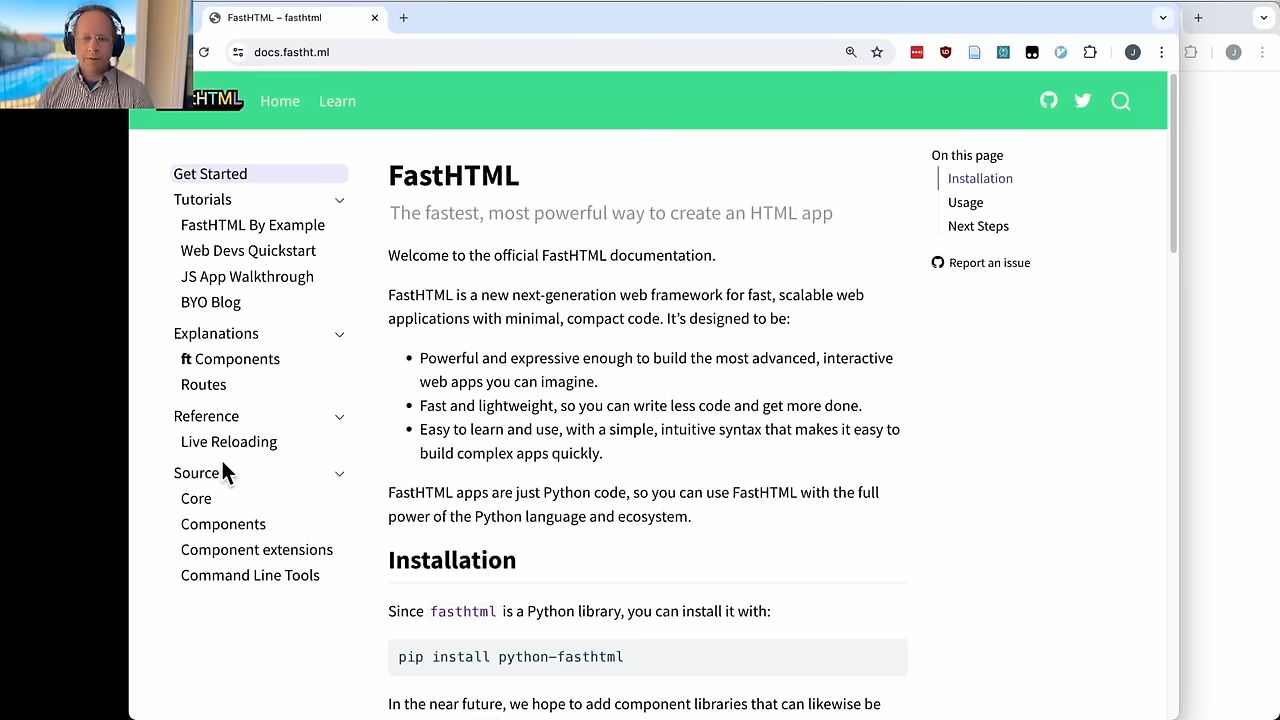 FastHTML – fasthtml
docs.fastht.ml
J
J
HTML
Home
Learn
Get Started
Tutorials
FastHTML By Example
Web Devs Quickstart
JS App Walkthrough
BYO Blog
Explanations
ft Components
Routes
Reference
Live Reloading
Source
Core
Components
Component extensions
Command Line Tools
FastHTML
The fastest, most powerful way to create an HTML app
Welcome to the official FastHTML documentation.
FastHTML is a new next-generation web framework for fast, scalable web
applications with minimal, compact code. It’s designed to be:
• Powerful and expressive enough to build the most advanced, interactive
web apps you can imagine.
• Fast and lightweight, so you can write less code and get more done.
• Easy to learn and use, with a simple, intuitive syntax that makes it easy to
build complex apps quickly.
FastHTML apps are just Python code, so you can use FastHTML with the full
power of the Python language and ecosystem.
Installation
Since fasthtml is a Python library, you can install it with:
pip install python-fasthtml
In the near future, we hope to add component libraries that can likewise be
On this page
Installation
Usage
Next Steps
Report an issue